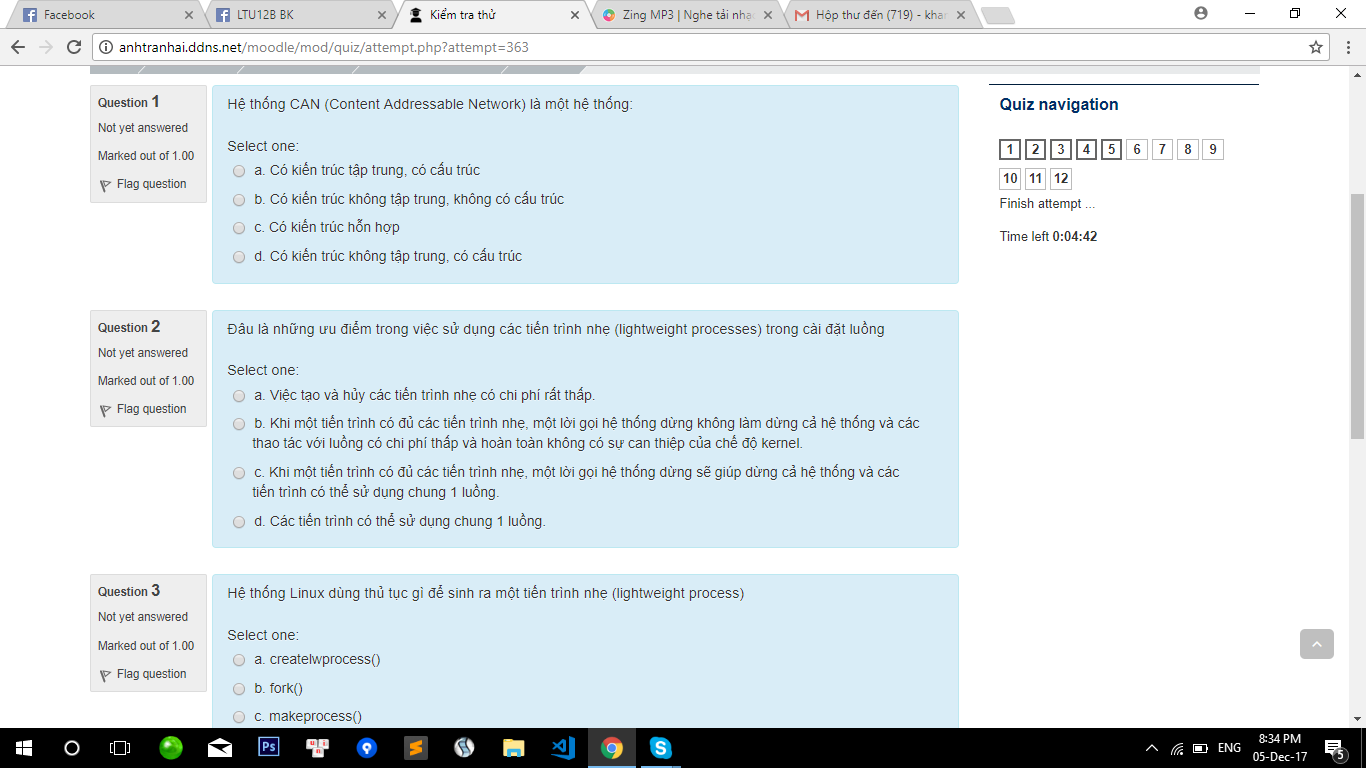 Facebook
LTU12B BK
Kiểm tra thử
Zing MP3 | Nghe tải nhạ
Hộp thư đến (719) - khar
anhtranhai.ddns.net/moodle/mod/quiz/attempt.php?attempt=363
Question 1
Not yet answered
Marked out of 1.00
Flag question
Hệ thống CAN (Content Addressable Network) là một hệ thống:
Select one:
a. Có kiến trúc tập trung, có cấu trúc
b. Có kiến trúc không tập trung, không có cấu trúc
c. Có kiến trúc hỗn hợp
d. Có kiến trúc không tập trung, có cấu trúc
Quiz navigation
1 2 3 4 5 6 7 8 9
10 11 12
Finish attempt ...
Time left 0:04:42
Question 2
Not yet answered
Marked out of 1.00
Flag question
Đâu là những ưu điểm trong việc sử dụng các tiến trình nhẹ (lightweight processes) trong cài đặt luồng
Select one:
a. Việc tạo và hủy các tiến trình nhẹ có chi phí rất thấp.
b. Khi một tiến trình có đủ các tiến trình nhẹ, một lời gọi hệ thống dừng không làm dừng cả hệ thống và các
thao tác với luồng có chi phí thấp và hoàn toàn không có sự can thiệp của chế độ kernel.
c. Khi một tiến trình có đủ các tiến trình nhẹ, một lời gọi hệ thống dừng sẽ giúp dừng cả hệ thống và các
tiến trình có thể sử dụng chung 1 luồng.
d. Các tiến trình có thể sử dụng chung 1 luồng.
Question 3
Not yet answered
Marked out of 1.00
Flag question
Hệ thống Linux dùng thủ tục gì để sinh ra một tiến trình nhẹ (lightweight process)
Select one:
a. createlwprocess()
b. fork()
c. makeprocess()
ENG
8:34 PM
05-Dec-17
5